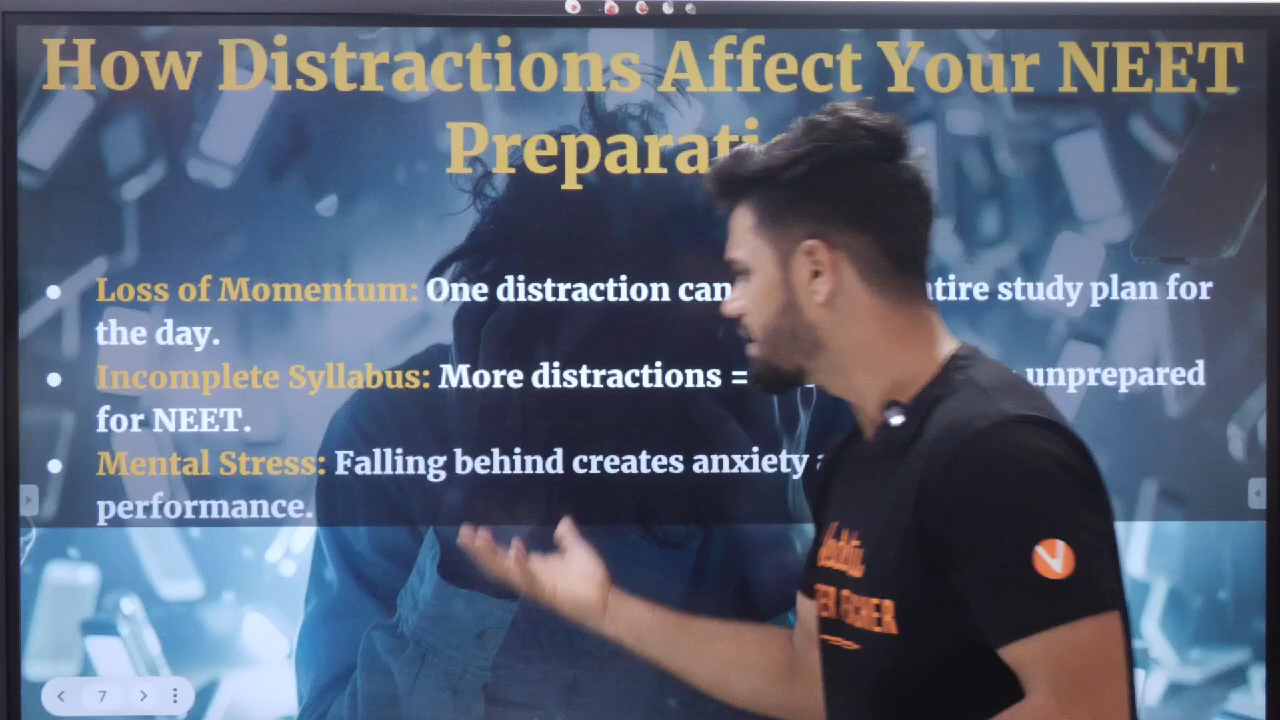 How Distractions Affect Your NEET
Preparati
Loss of Momentum: One distraction can tire study plan for
the day.
Incomplete Syllabus: More distractions = unprepared
for NEET.
Mental Stress: Falling behind creates anxiety
performance.
7